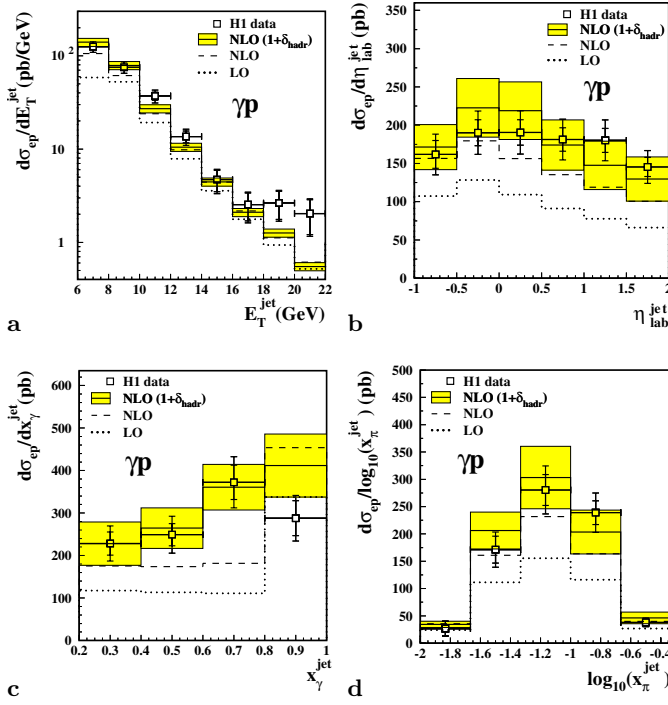 dσ_ep/dE_T^jet (pb/GeV)
H1 data
NLO (1+δ_hadr)
NLO
LO
γp
10²
10
1
6 8 10 12 14 16 18 20 22
E_T^jet (GeV)
a
dσ_ep/dη_lab^jet (pb)
H1 data
NLO (1+δ_hadr)
NLO
LO
γp
350
300
250
200
150
100
50
0
-1 -0.5 0 0.5 1 1.5 2
η_lab^jet
b
dσ_ep/dx_γ^jet (pb)
H1 data
NLO (1+δ_hadr)
NLO
LO
γp
600
500
400
300
200
100
0
0.2 0.3 0.4 0.5 0.6 0.7 0.8 0.9 1
x_γ^jet
c
dσ_ep/log₁₀(x_π^jet) (pb)
H1 data
NLO (1+δ_hadr)
NLO
LO
γp
500
450
400
350
300
250
200
150
100
50
0
-2 -1.8 -1.6 -1.4 -1.2 -1 -0.8 -0.6 -0.4
log₁₀(x_π^jet)
d